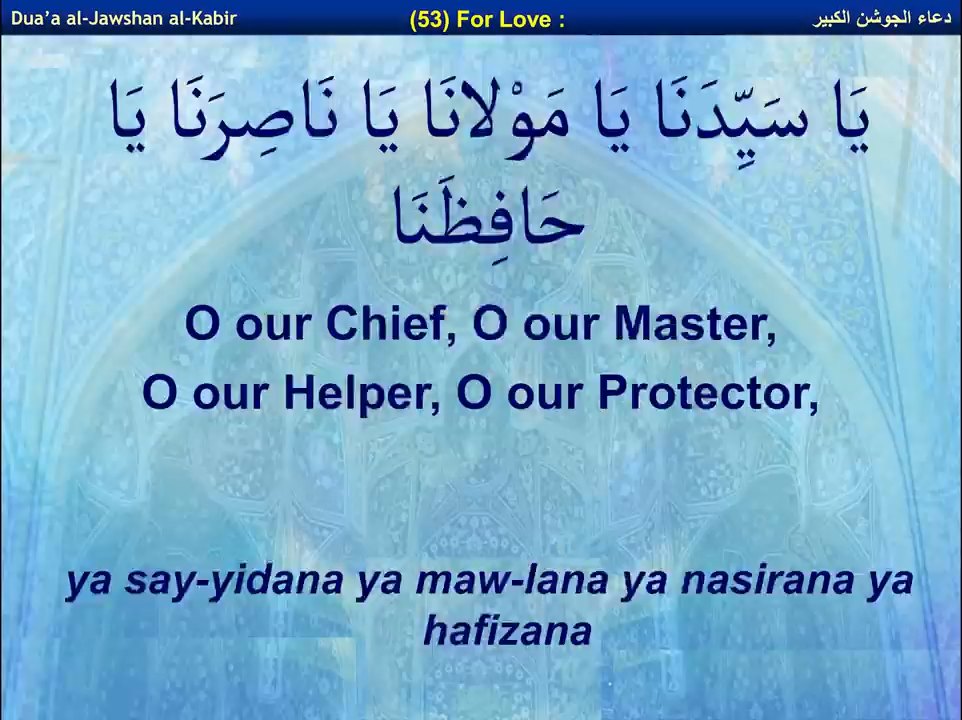 Dua'a al-Jawshan al-Kabir
(53) For Love :
دعاء الجوشن الكبير
يَا سَيِّدَنَا يَا مَوْلانَا يَا نَاصِرَنَا يَا
حَافِظَنَا
O our Chief, O our Master,
O our Helper, O our Protector,
ya say-yidana ya maw-lana ya nasirana ya
hafizana